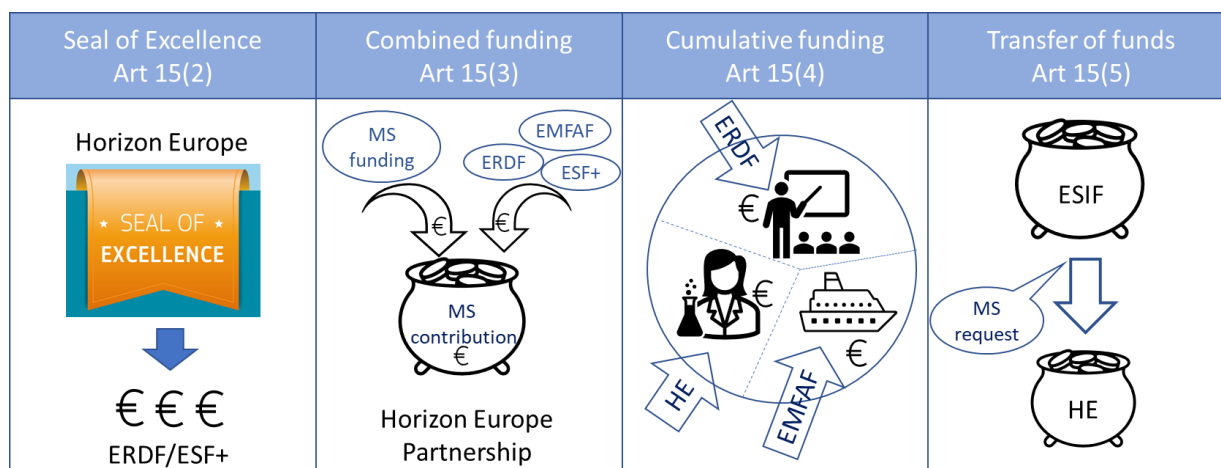 Seal of Excellence
Art 15(2)
Combined funding
Art 15(3)
Cumulative funding
Art 15(4)
Transfer of funds
Art 15(5)
Horizon Europe
SEAL OF
EXCELLENCE
€ € €
ERDF/ESF+
MS
funding
EMFAF
ERDF
ESF+
€
€
MS
contribution
€
Horizon Europe
Partnership
ERDF
€
€
€
HE
EMFAF
ESIF
MS
request
HE